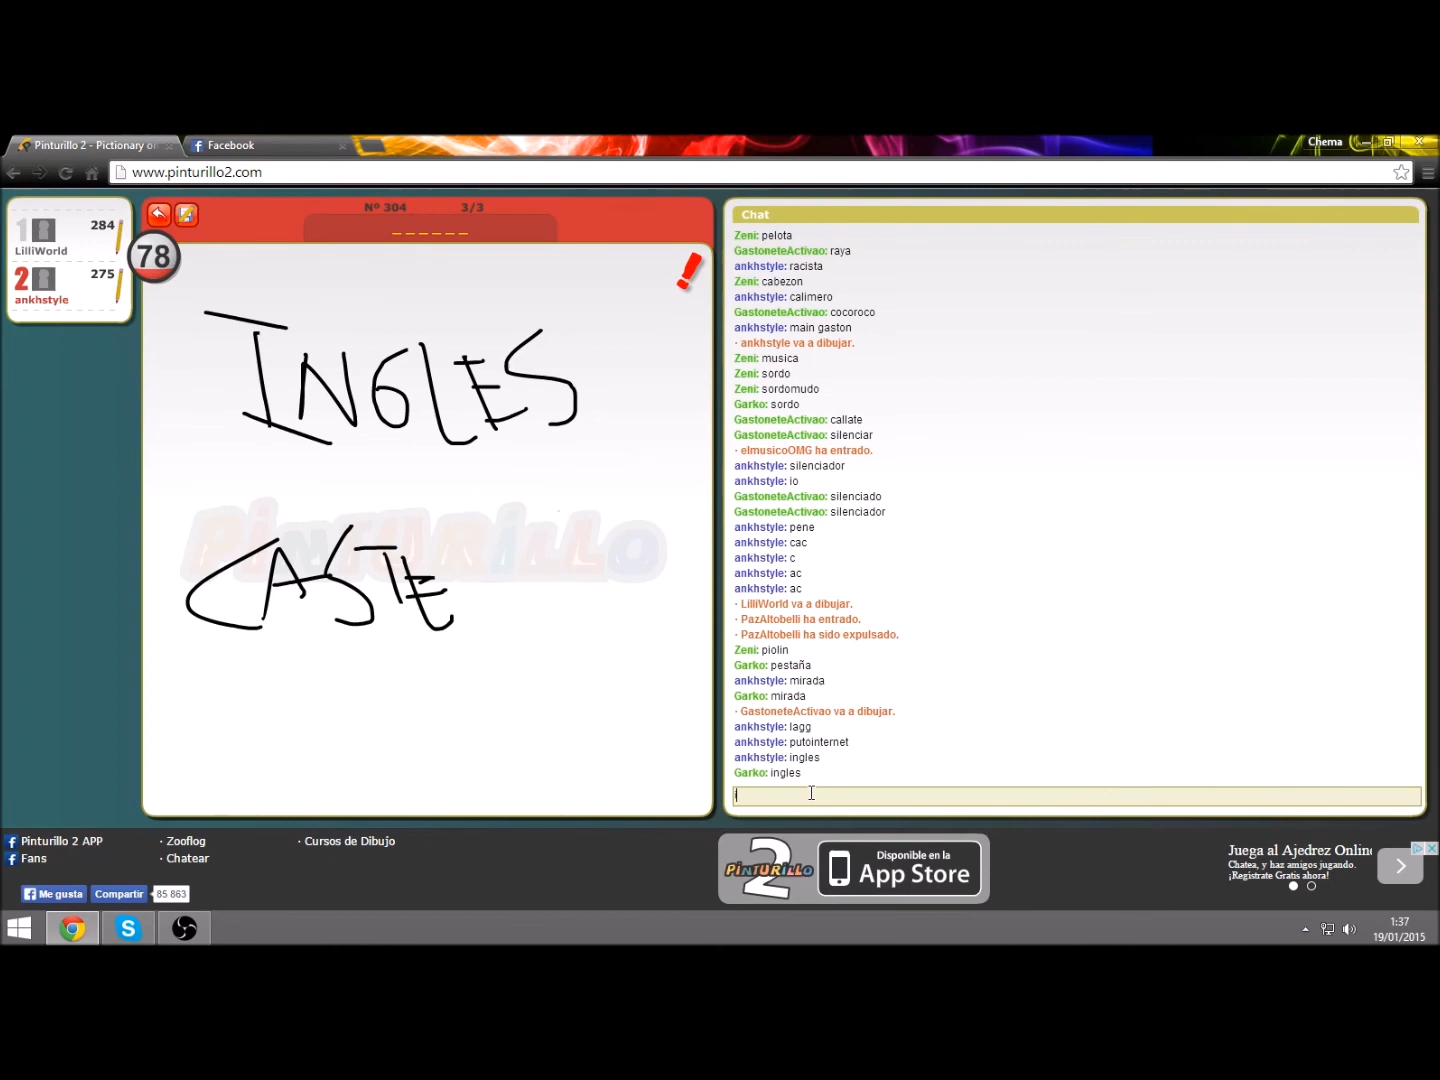 Pinturillo 2 - Pictionary o
Facebook
Chema
www.pinturillo2.com
1 284
LilliWorld
2 275
ankhstyle
78
Nº 304 3/3
_ _ _ _ _ _
!
INGLES
PINTURILLO
CASTE
Chat
Zeni: pelota
GastoneteActivao: raya
ankhstyle: racista
Zeni: cabezon
ankhstyle: calimero
GastoneteActivao: cocoroco
ankhstyle: main gaston
· ankhstyle va a dibujar.
Zeni: musica
Zeni: sordo
Zeni: sordomudo
Garko: sordo
GastoneteActivao: callate
GastoneteActivao: silenciar
· elmusicoOMG ha entrado.
ankhstyle: silenciador
ankhstyle: io
GastoneteActivao: silenciado
GastoneteActivao: silenciador
ankhstyle: pene
ankhstyle: cac
ankhstyle: c
ankhstyle: ac
ankhstyle: ac
· LilliWorld va a dibujar.
· PazAltobelli ha entrado.
· PazAltobelli ha sido expulsado.
Zeni: piolin
Garko: pestaña
ankhstyle: mirada
Garko: mirada
· GastoneteActivao va a dibujar.
ankhstyle: lagg
ankhstyle: putointernet
ankhstyle: ingles
Garko: ingles
Pinturillo 2 APP
Fans
· Zooflog
· Chatear
· Cursos de Dibujo
Me gusta
Compartir
85 863
PINTURILLO 2
Disponible en la
App Store
Juega al Ajedrez Online
Chatea, y haz amigos jugando.
¡Registrate Gratis ahora!
1:37
19/01/2015